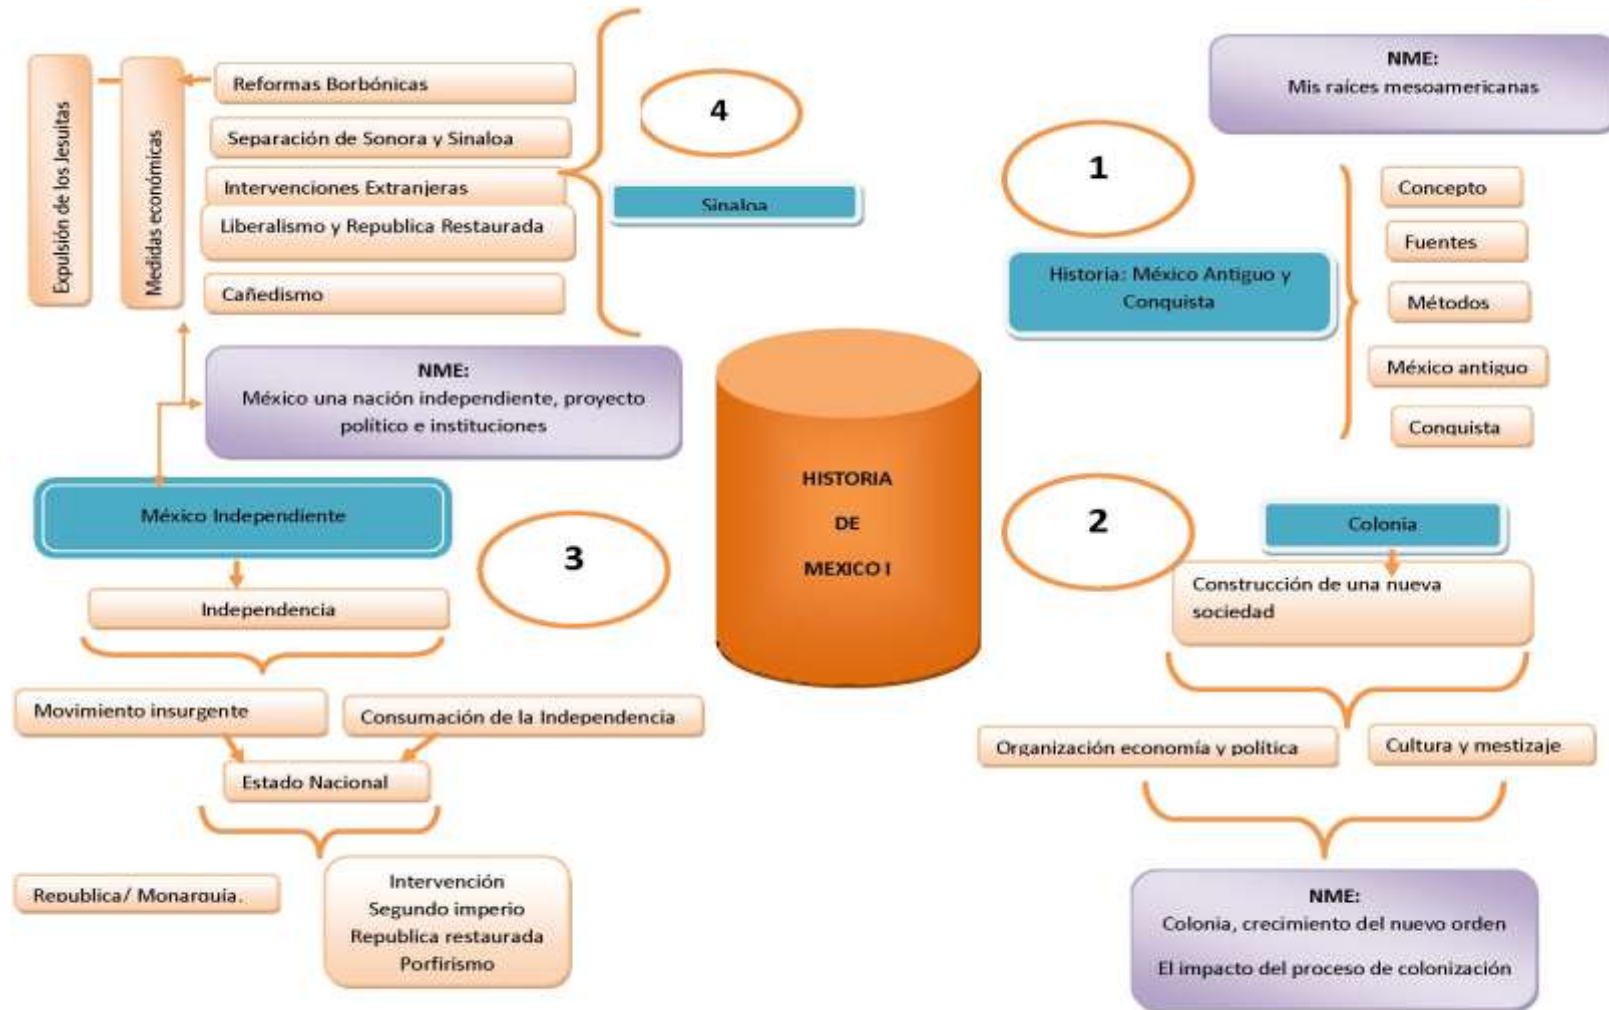 4
Reformas Borbónicas
Separación de Sonora y Sinaloa
Intervenciones Extranjeras
Liberalismo y Republica Restaurada
Cañedismo
Medidas económicas
Expulsión de los Jesuitas
Sinaloa
NME:
México una nación independiente, proyecto
político e instituciones
México Independiente
3
Independencia
Movimiento insurgente
Consumación de la Independencia
Estado Nacional
Republica/ Monarquía.
Intervención
Segundo imperio
Republica restaurada
Porfirismo
HISTORIA
DE
MEXICO I
NME:
Mis raíces mesoamericanas
1
Historia: México Antiguo y
Conquista
Concepto
Fuentes
Métodos
México antiguo
Conquista
2
Colonia
Construcción de una nueva
sociedad
Organización economía y política
Cultura y mestizaje
NME:
Colonia, crecimiento del nuevo orden
El impacto del proceso de colonización